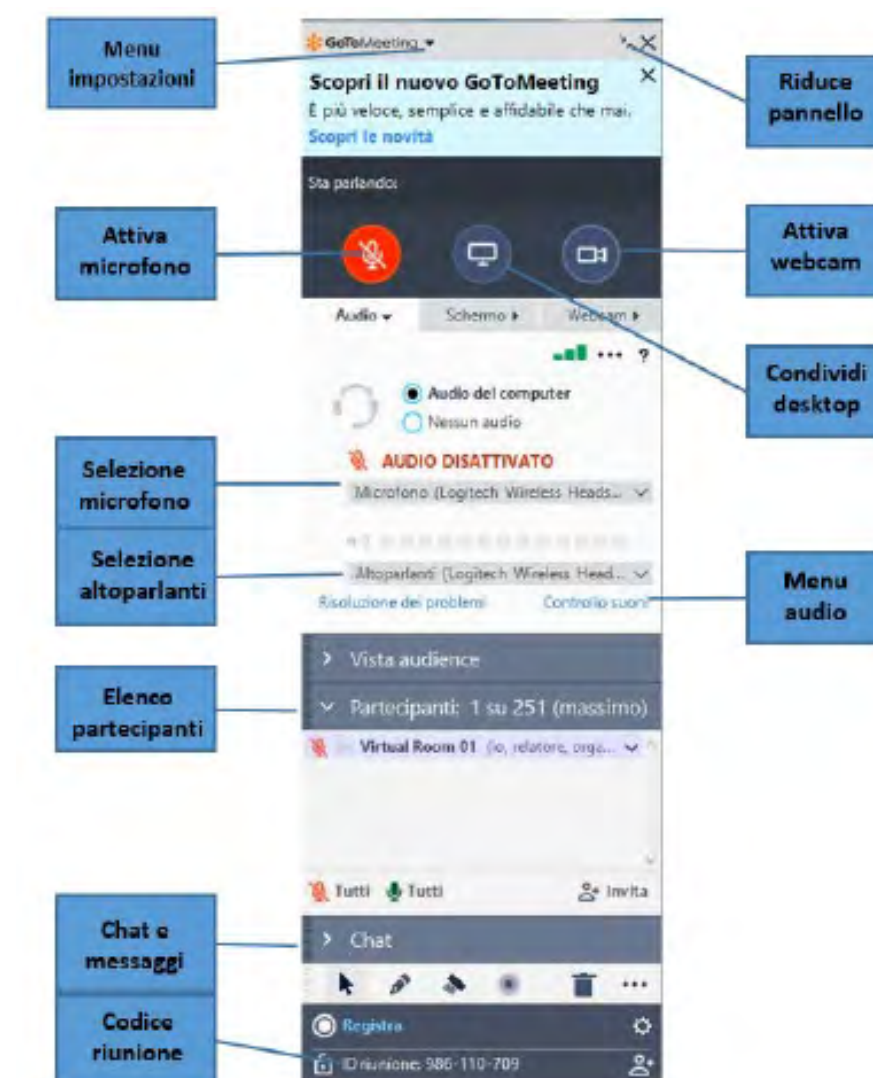 Menu
impostazioni
GoToMeeting
Riduce
pannello
Scopri il nuovo GoToMeeting
È più veloce, semplice e affidabile che mai.
Scopri le novità
Sta parlando:
Attiva
microfono
Attiva
webcam
Audio
Schermo
Webcam
?
Condividi
desktop
Audio del computer
Nessun audio
AUDIO DISATTIVATO
Selezione
microfono
Microfono (Logitech Wireless Heads...
Selezione
altoparlanti
Altoparlanti (Logitech Wireless Head...
Risoluzione dei problemi
Controllo suoni
Menu
audio
Vista audience
Elenco
partecipanti
Partecipanti: 1 su 251 (massimo)
Virtual Room 01 (io, relatore, orga...
Tutti
Tutti
Invita
Chat e
messaggi
Chat
Codice
riunione
Registra
ID riunione: 986-110-709